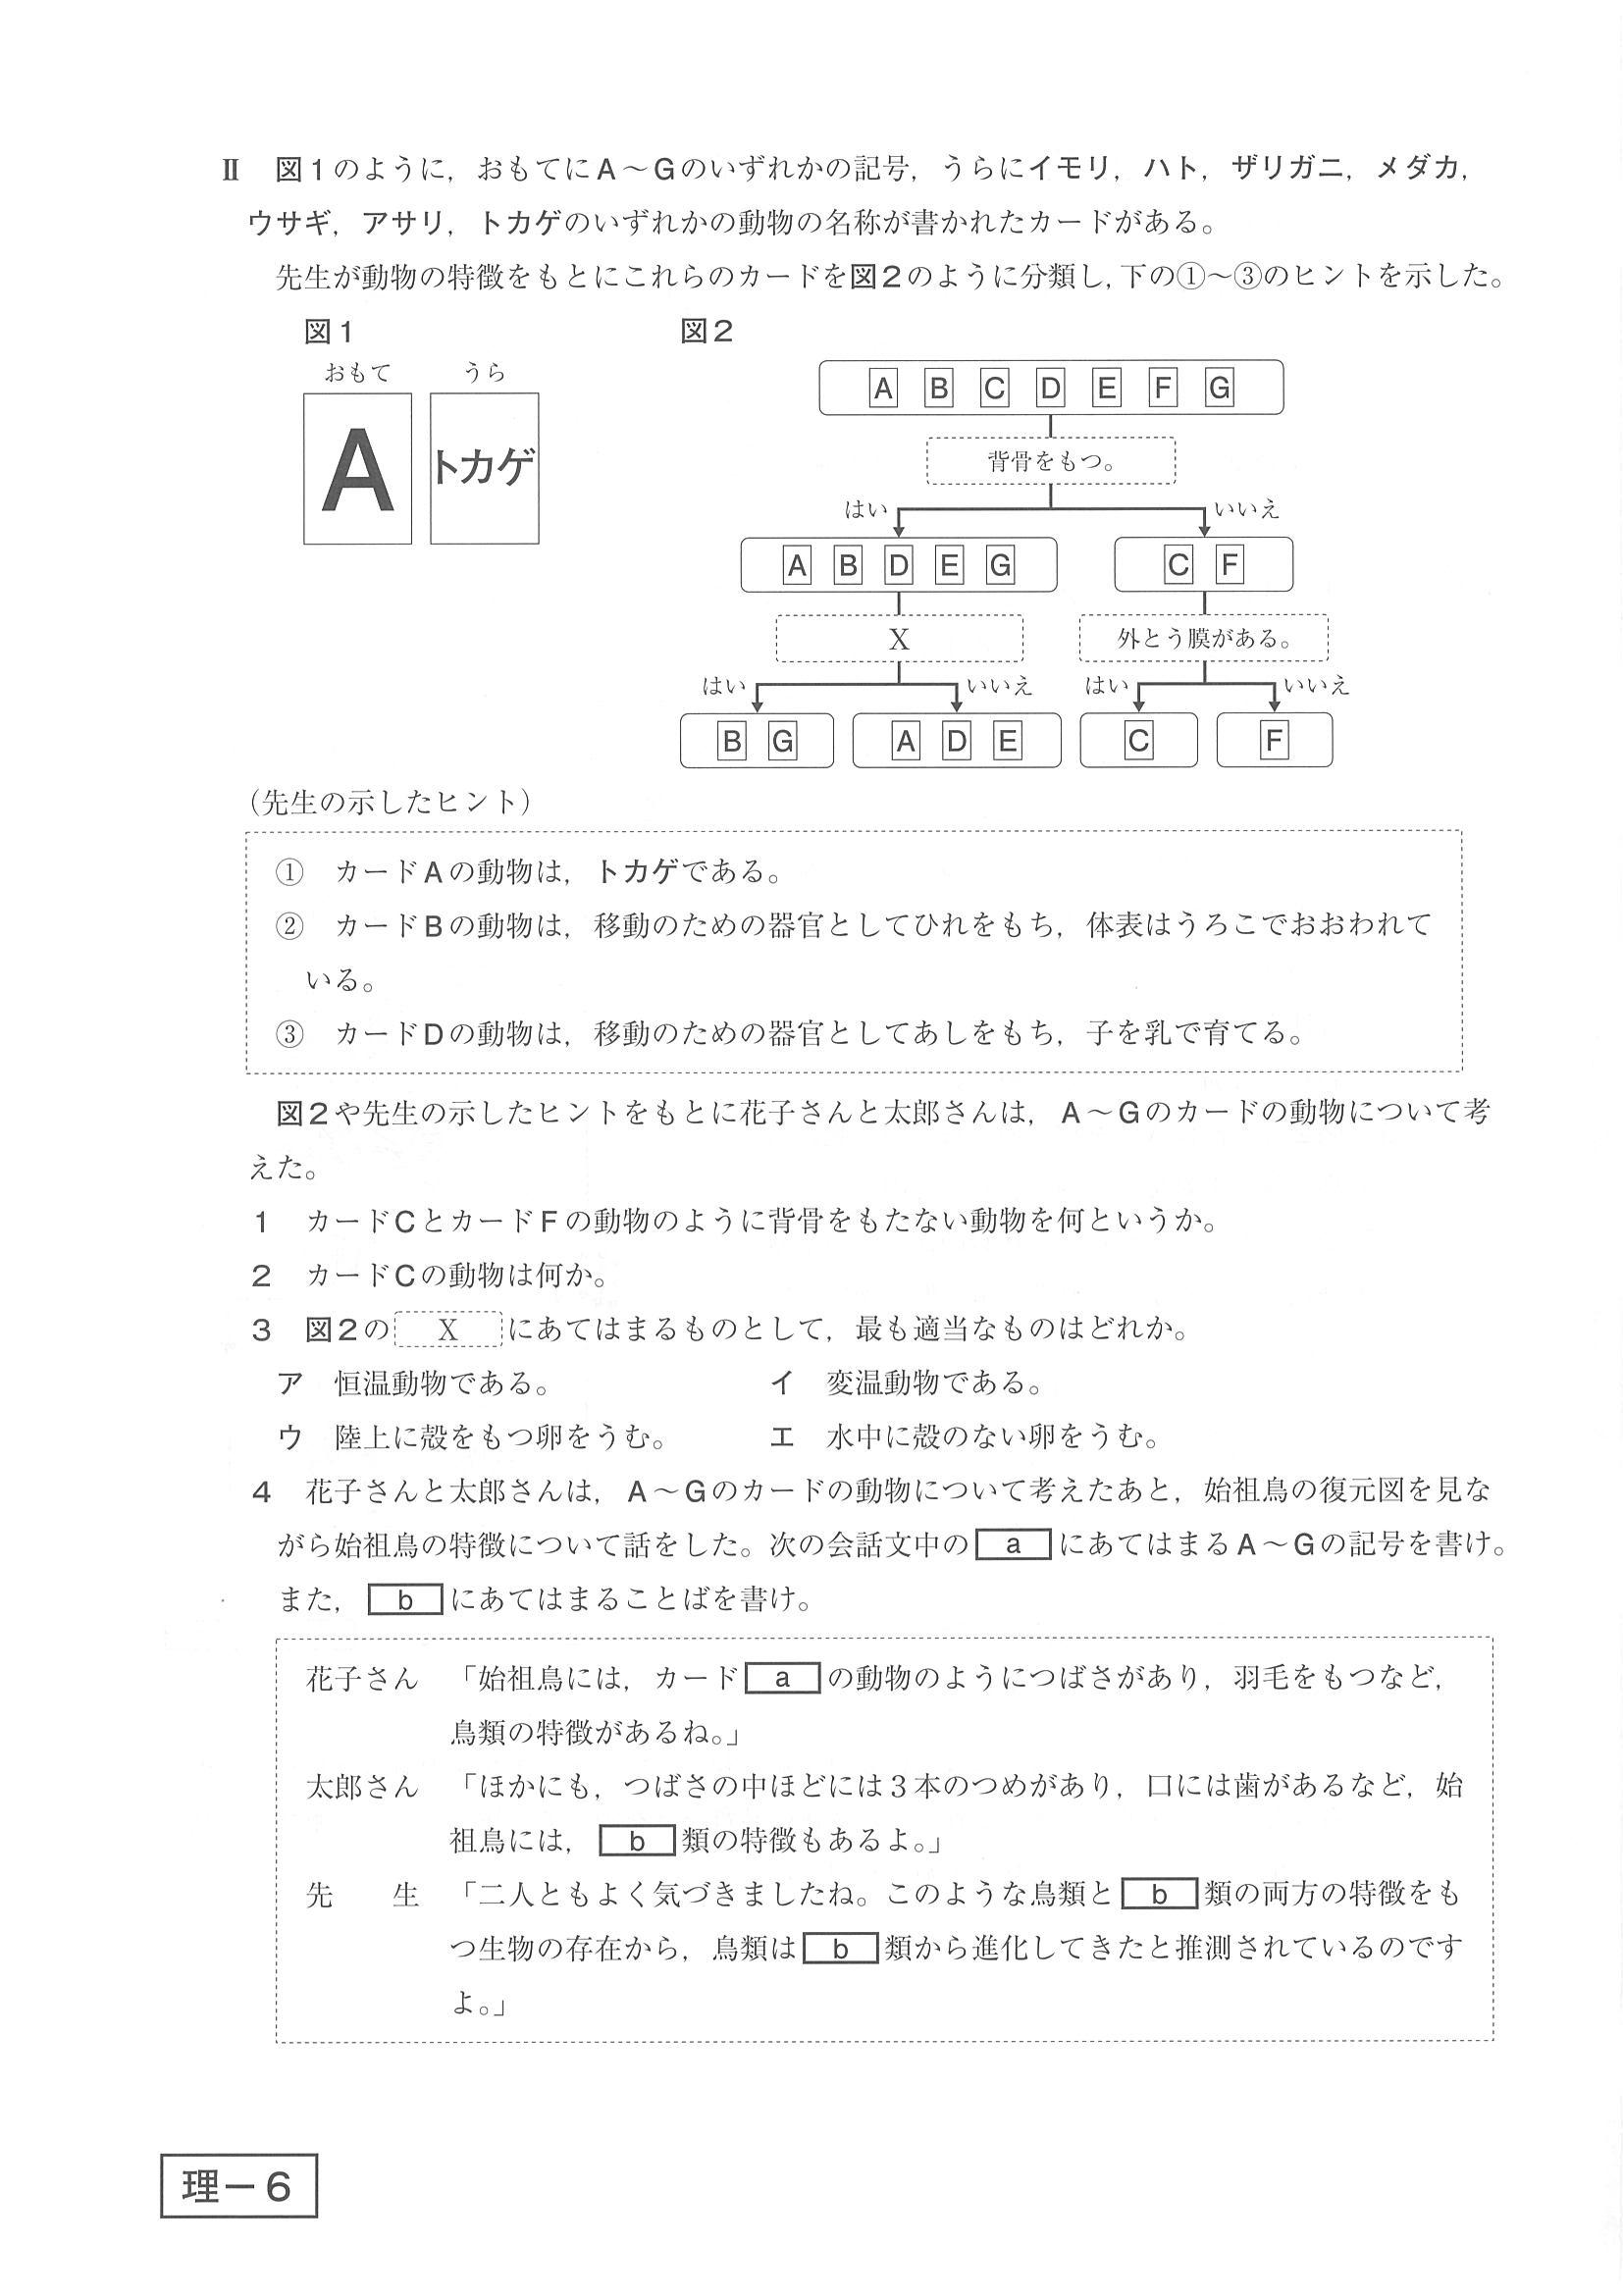 Ⅱ　図1のように，おもてにA～Gのいずれかの記号，うらにイモリ，ハト，ザリガニ，メダカ，
ウサギ，アサリ，トカゲのいずれかの動物の名称が書かれたカードがある。
先生が動物の特徴をもとにこれらのカードを図2のように分類し，下の①～③のヒントを示した。
図1
図2
おもて　うら
A　トカゲ
A B C D E F G
背骨をもつ。
はい　いいえ
A B D E G　C F
X　外とう膜がある。
はい　いいえ　はい　いいえ
B G　A D E　C　F
（先生の示したヒント）
①　カードAの動物は，トカゲである。
②　カードBの動物は，移動のための器官としてひれをもち，体表はうろこでおおわれて
いる。
③　カードDの動物は，移動のための器官としてあしをもち，子を乳で育てる。
図2や先生の示したヒントをもとに花子さんと太郎さんは，A～Gのカードの動物について考
えた。
1　カードCとカードFの動物のように背骨をもたない動物を何というか。
2　カードCの動物は何か。
3　図2の X にあてはまるものとして，最も適当なものはどれか。
ア　恒温動物である。　イ　変温動物である。
ウ　陸上に殻をもつ卵をうむ。　エ　水中に殻のない卵をうむ。
4　花子さんと太郎さんは，A～Gのカードの動物について考えたあと，始祖鳥の復元図を見な
がら始祖鳥の特徴について話をした。次の会話文中の a にあてはまるA～Gの記号を書け。
また， b にあてはまることばを書け。
花子さん　「始祖鳥には，カード a の動物のようにつばさがあり，羽毛をもつなど，
鳥類の特徴があるね。」
太郎さん　「ほかにも，つばさの中ほどには3本のつめがあり，口には歯があるなど，始
祖鳥には， b 類の特徴もあるよ。」
先　生　「二人ともよく気づきましたね。このような鳥類と b 類の両方の特徴をも
つ生物の存在から，鳥類は b 類から進化してきたと推測されているのです
よ。」
理－6